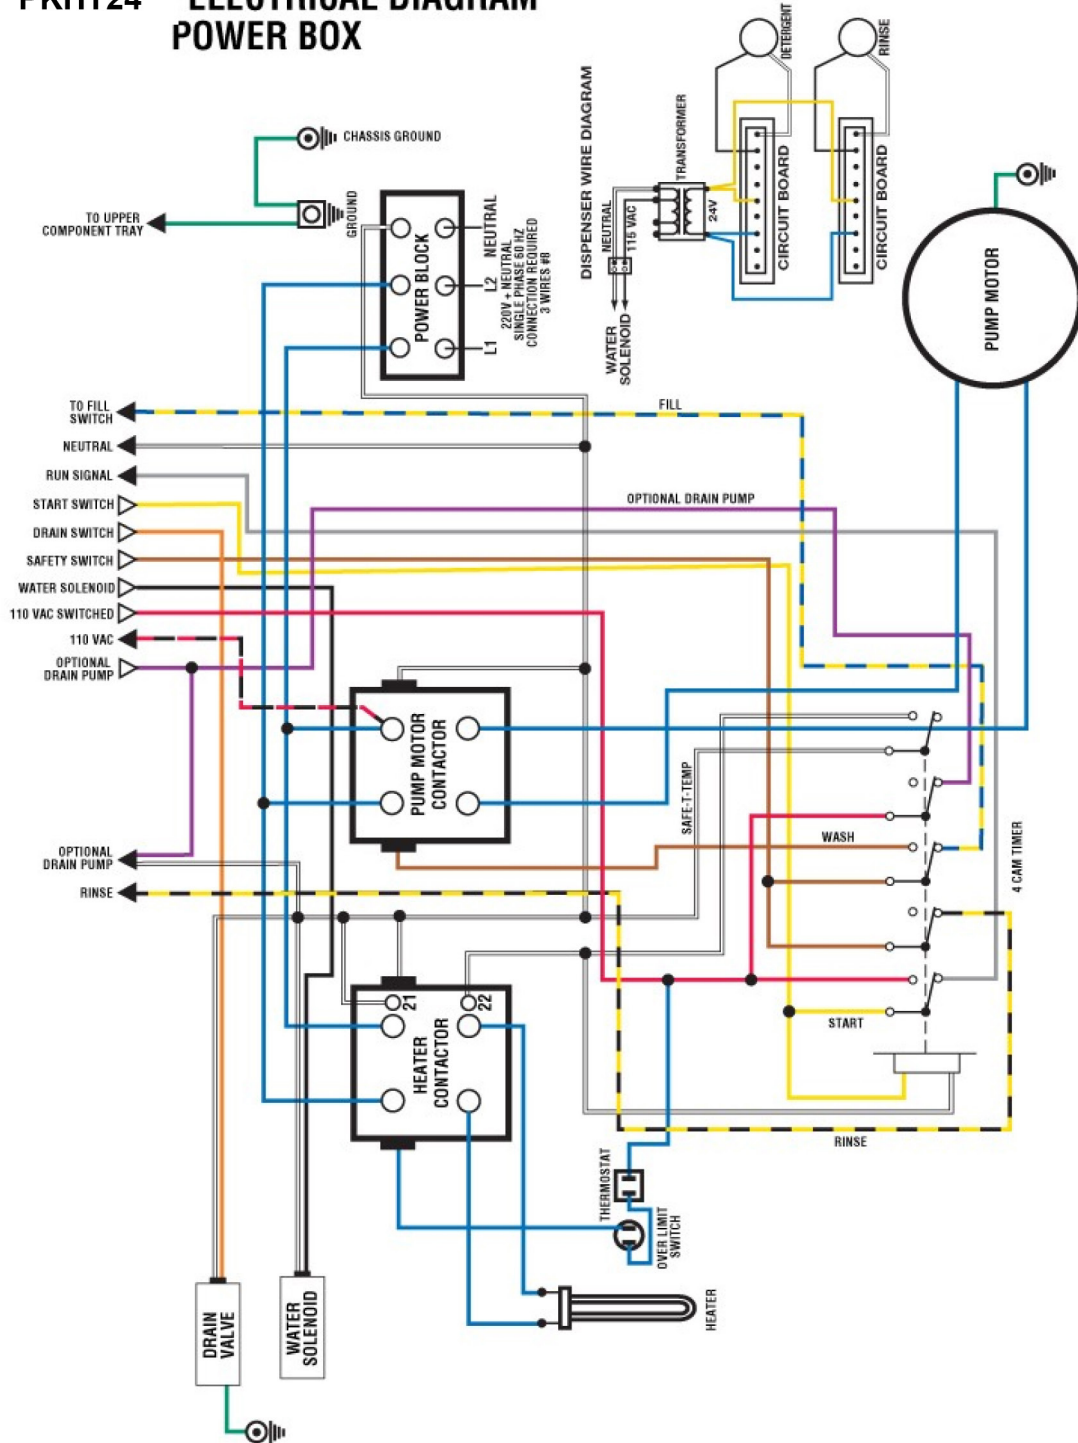 ELECTRICAL DIAGRAM
POWER BOX
CHASSIS GROUND
GROUND
TO UPPER
COMPONENT TRAY
POWER BLOCK
NEUTRAL
L2
L1
220V + NEUTRAL
SINGLE PHASE 60 HZ
CONNECTION REQUIRED
3 WIRES #8
DISPENSER WIRE DIAGRAM
NEUTRAL
115 VAC
WATER
SOLENOID
TRANSFORMER
24V
DETERGENT
RINSE
CIRCUIT BOARD
CIRCUIT BOARD
PUMP MOTOR
TO FILL
SWITCH
FILL
NEUTRAL
RUN SIGNAL
START SWITCH
OPTIONAL DRAIN PUMP
DRAIN SWITCH
SAFETY SWITCH
WATER SOLENOID
110 VAC SWITCHED
110 VAC
OPTIONAL
DRAIN PUMP
PUMP MOTOR
CONTACTOR
SAFE-T-TEMP
WASH
4 CAM TIMER
OPTIONAL
DRAIN PUMP
RINSE
21
22
HEATER
CONTACTOR
START
RINSE
THERMOSTAT
OVER LIMIT
SWITCH
HEATER
DRAIN
VALVE
WATER
SOLENOID